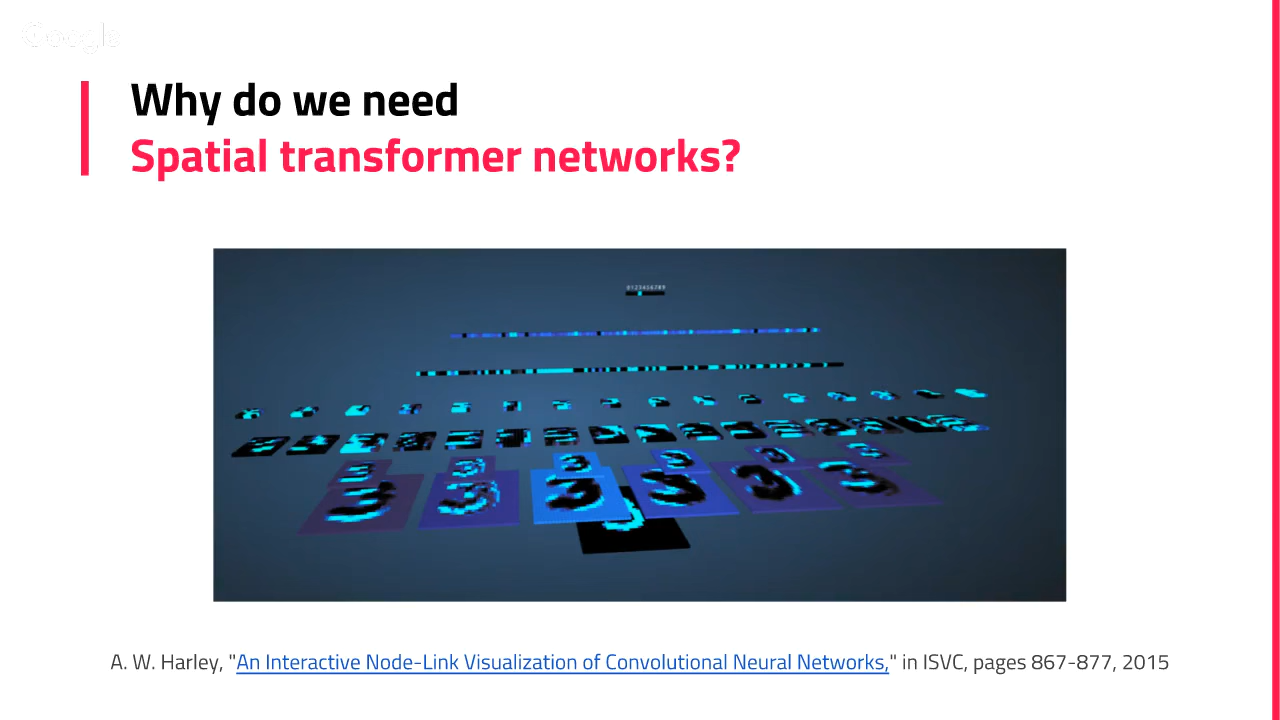 Google
Why do we need
Spatial transformer networks?
0123456789
A. W. Harley, "An Interactive Node-Link Visualization of Convolutional Neural Networks," in ISVC, pages 867-877, 2015